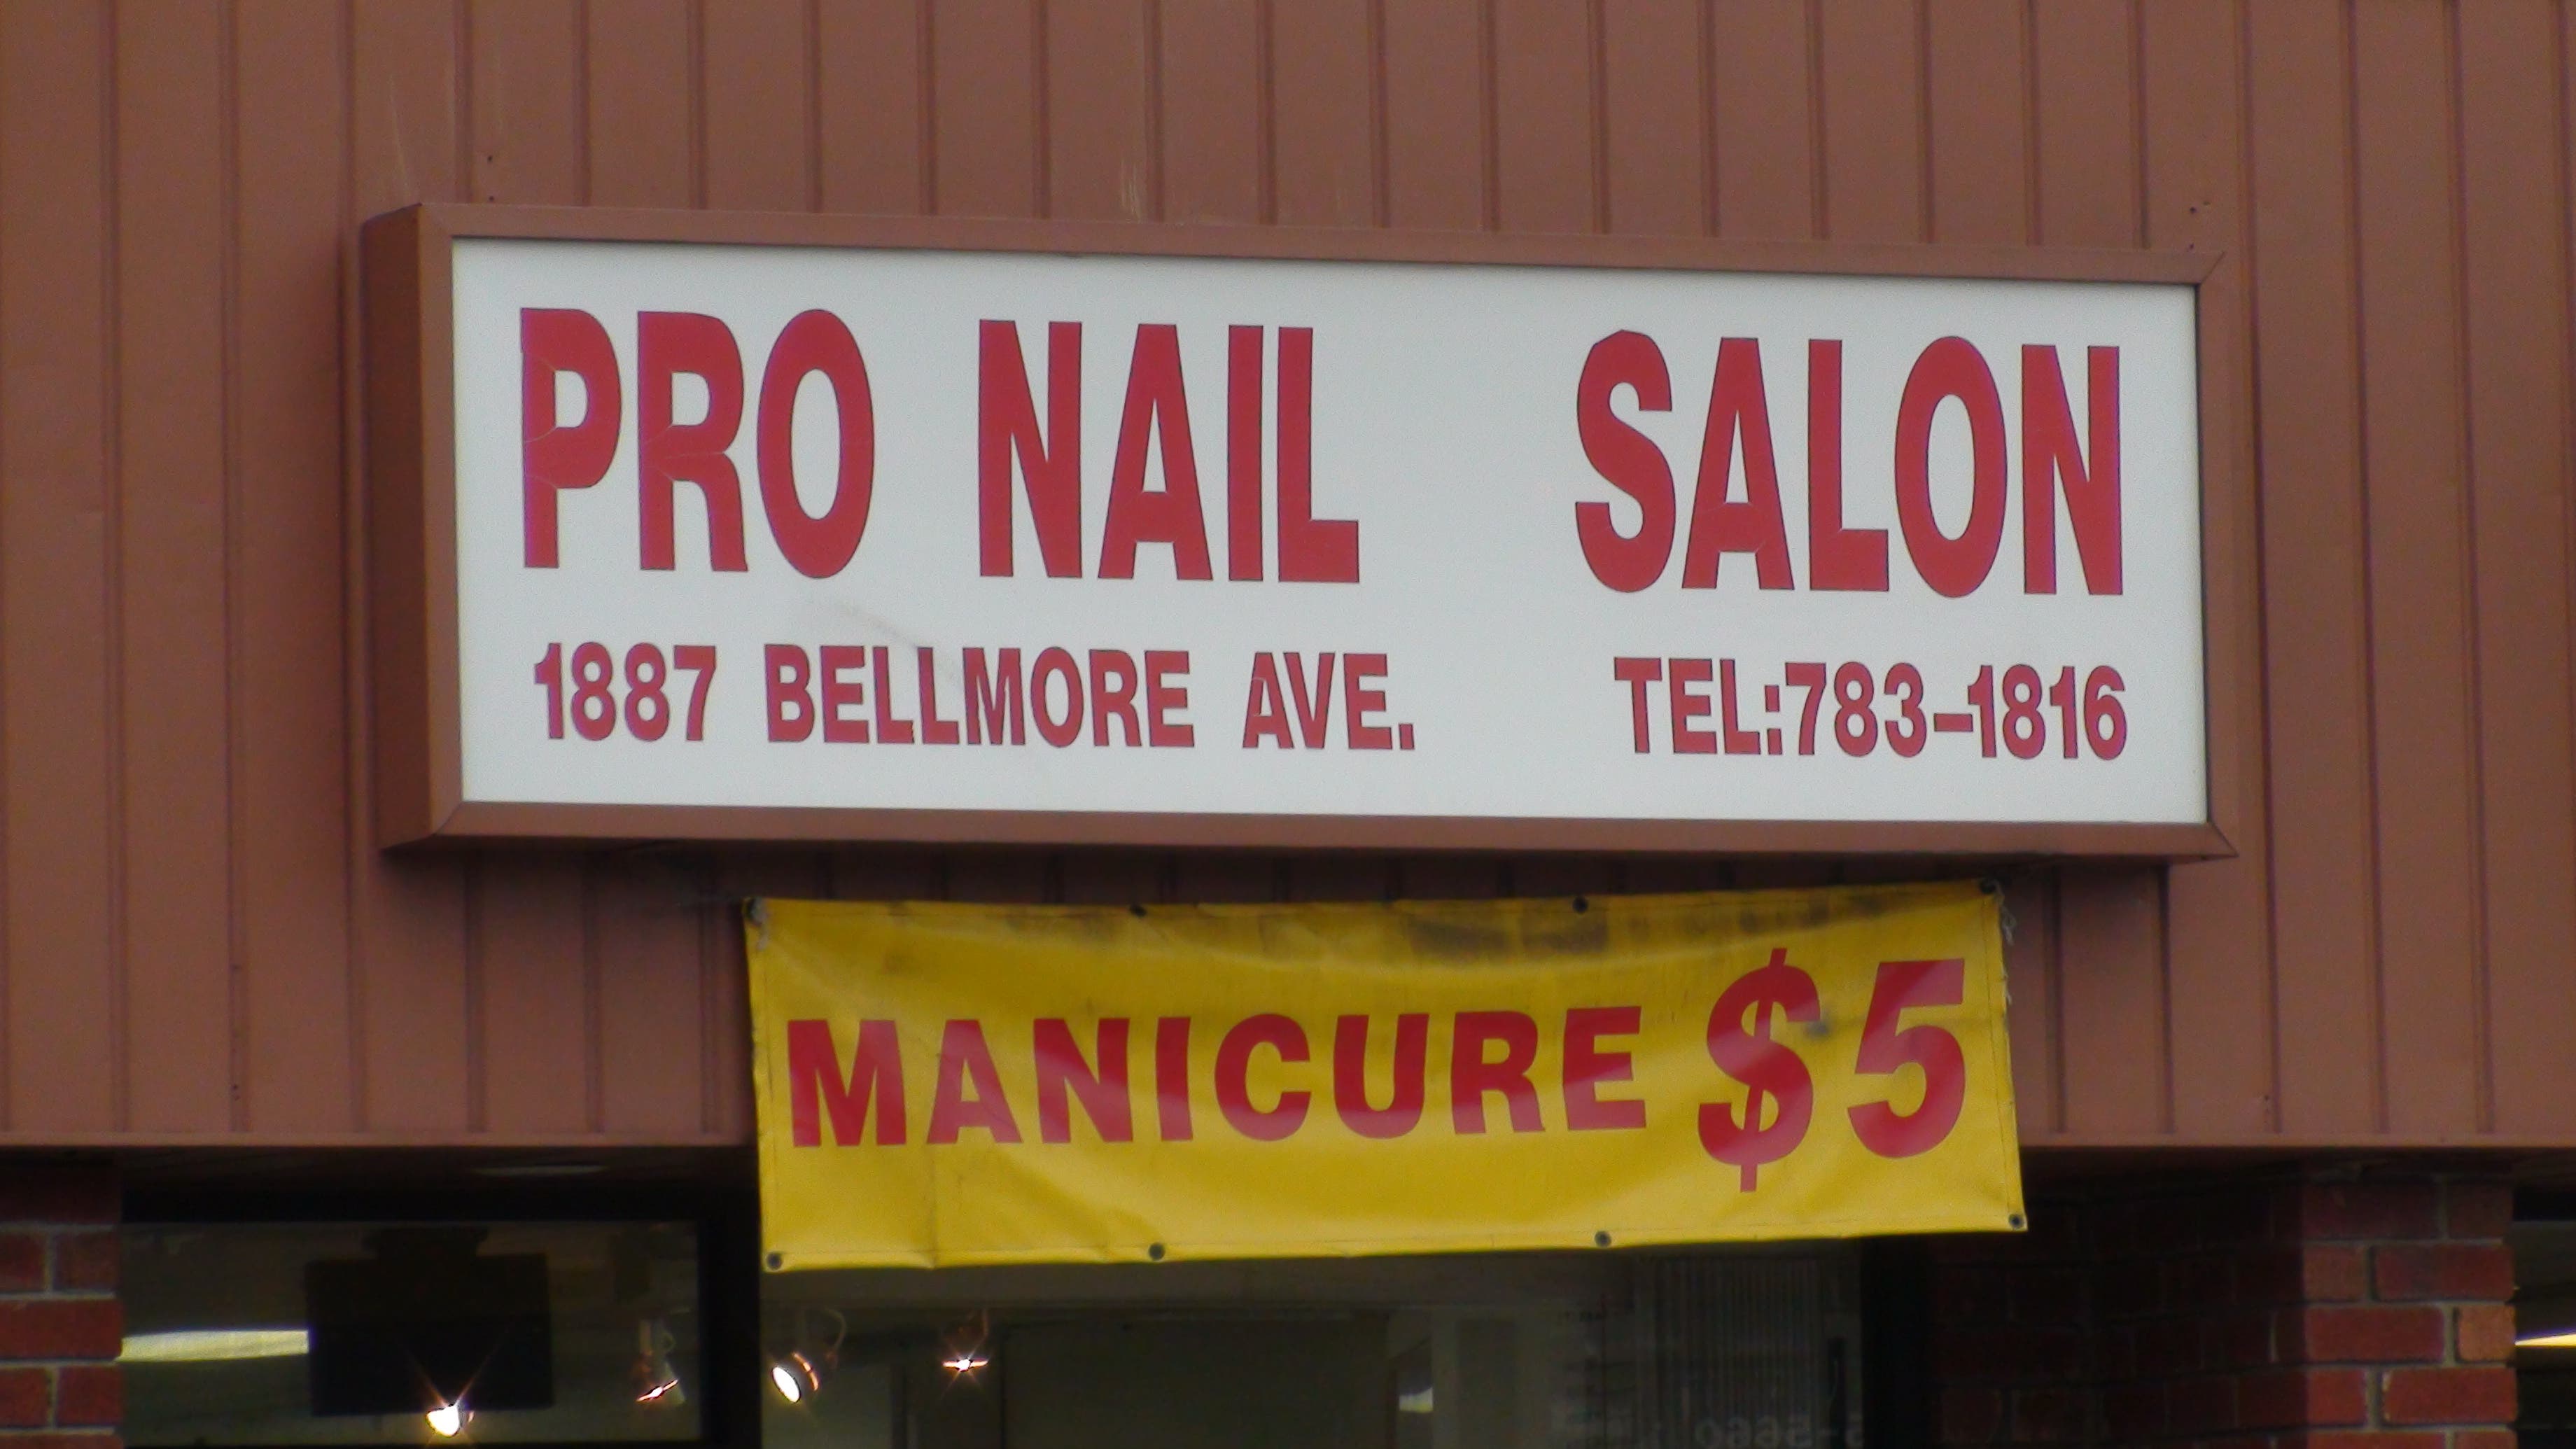 PRO NAIL SALON
1887 BELLMORE AVE. TEL:783-1816
MANICURE $5